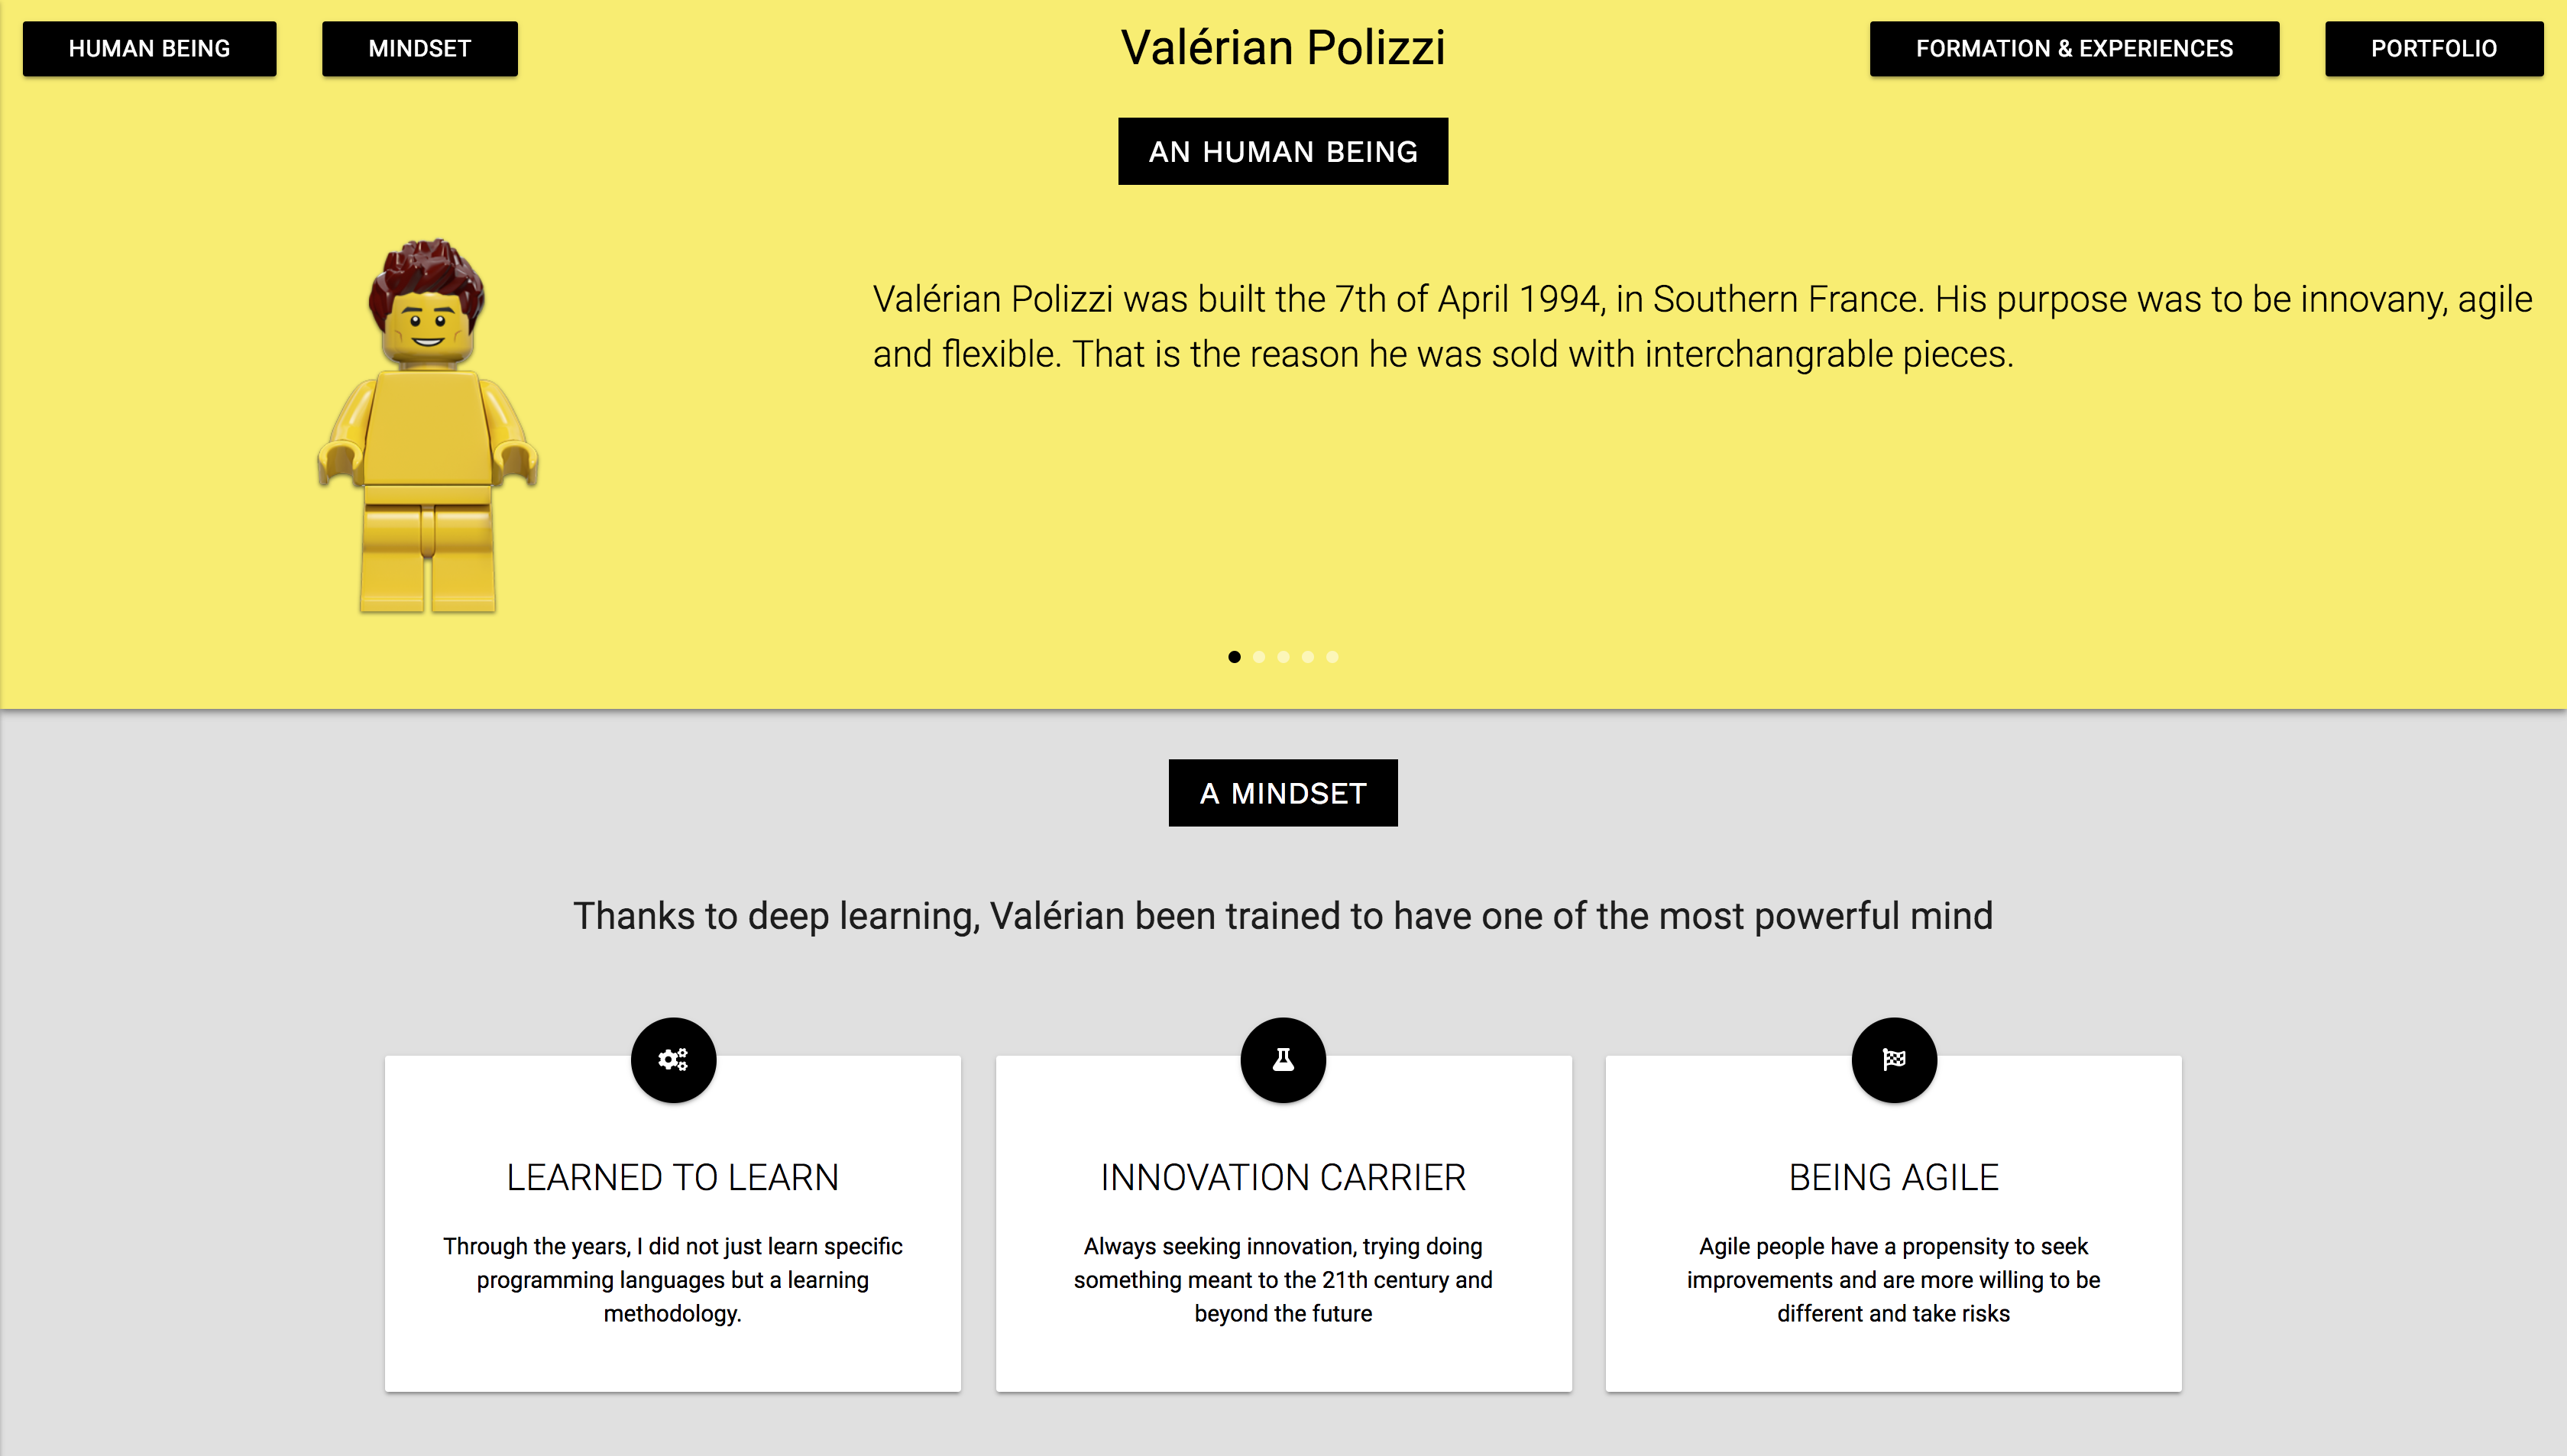 HUMAN BEING
MINDSET
Valérian Polizzi
FORMATION & EXPERIENCES
PORTFOLIO
AN HUMAN BEING
Valérian Polizzi was built the 7th of April 1994, in Southern France. His purpose was to be innovany, agile
and flexible. That is the reason he was sold with interchangrable pieces.
A MINDSET
Thanks to deep learning, Valérian been trained to have one of the most powerful mind
LEARNED TO LEARN
Through the years, I did not just learn specific
programming languages but a learning
methodology.
INNOVATION CARRIER
Always seeking innovation, trying doing
something meant to the 21th century and
beyond the future
BEING AGILE
Agile people have a propensity to seek
improvements and are more willing to be
different and take risks